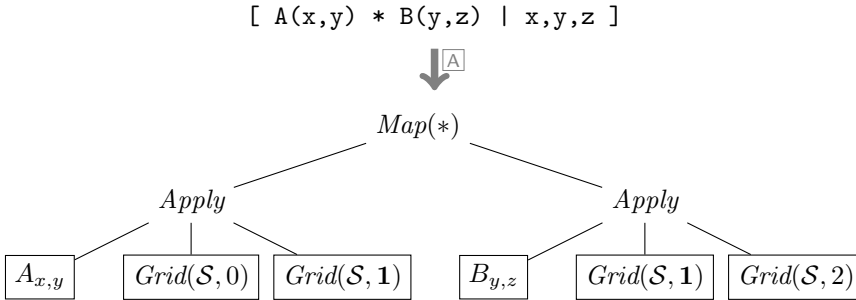 [ A(x,y) * B(y,z) | x,y,z ]
A
Map(∗)
Apply Apply
A_{x,y} Grid(𝒮, 0) Grid(𝒮, 𝟏) B_{y,z} Grid(𝒮, 𝟏) Grid(𝒮, 2)